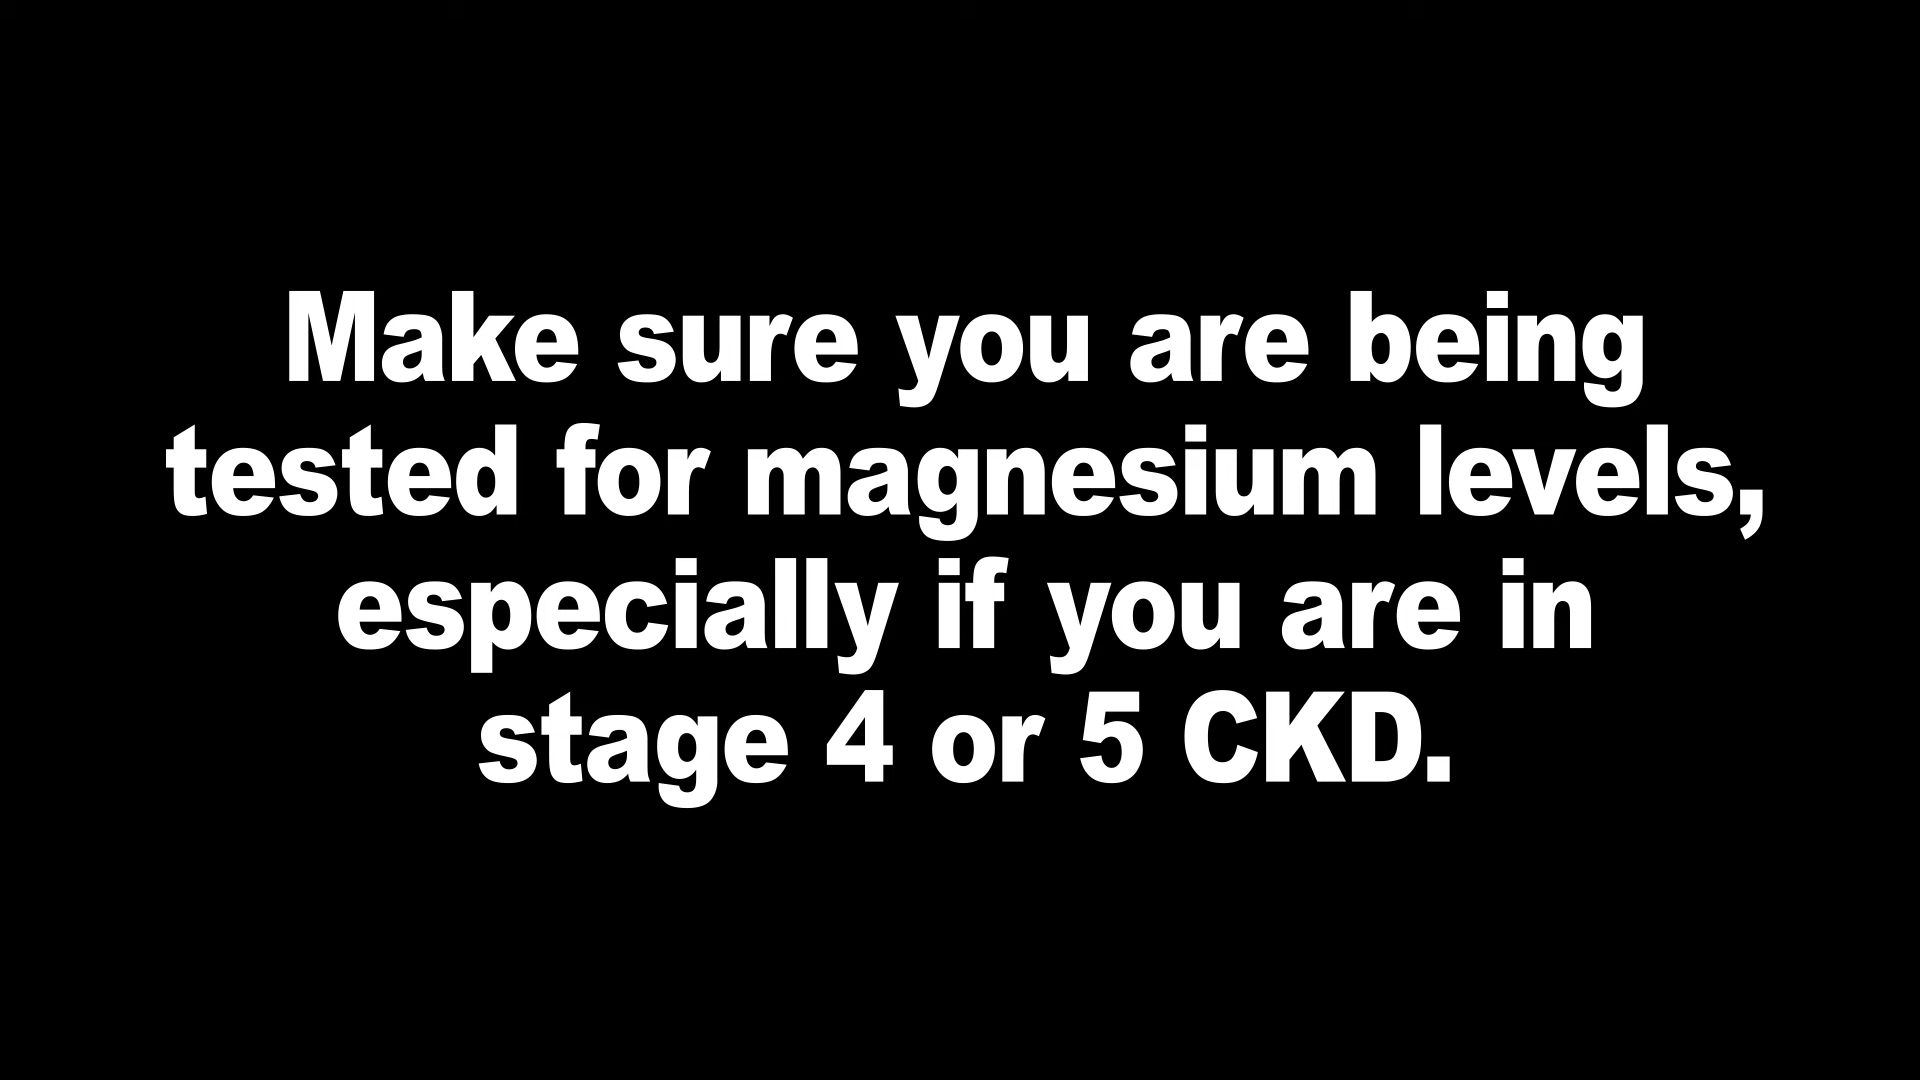 Make sure you are being
tested for magnesium levels,
especially if you are in
stage 4 or 5 CKD.